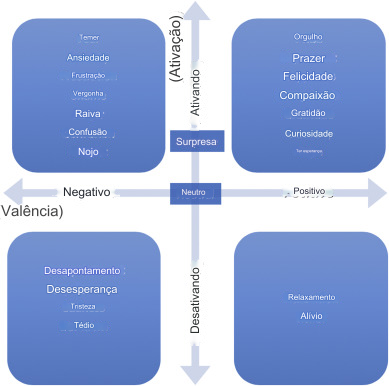 Temer
Ansiedade
Frustração
Vergonha
Raiva
Confusão
Nojo
(Ativação)
Ativando
Orgulho
Prazer
Felicidade
Compaixão
Gratidão
Curiosidade
Surpresa
Negativo
Neutro
Positivo
Valência)
Desapontamento
Desesperança
Tristeza
Tédio
Desativando
Relaxamento
Alívio